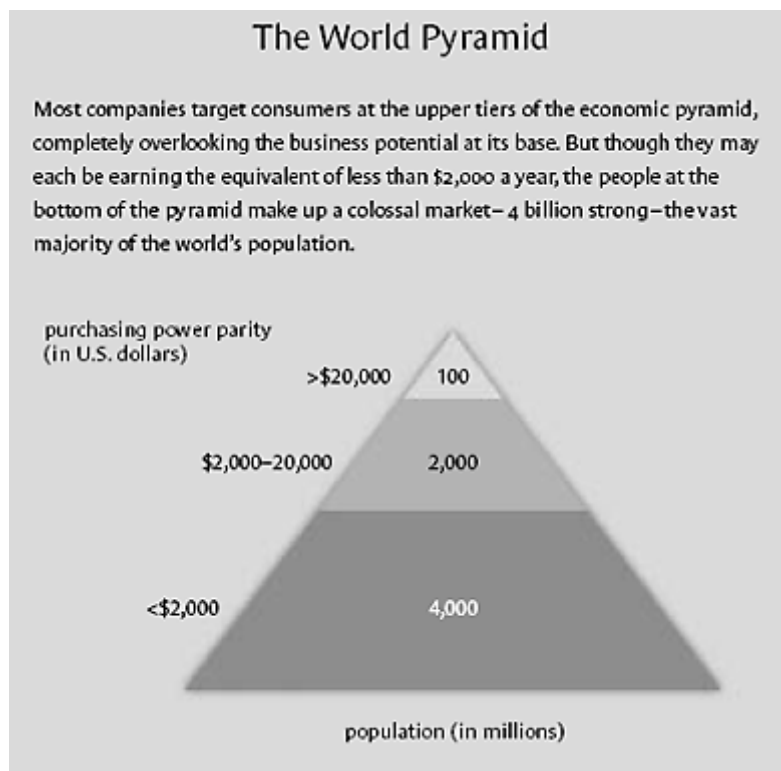 The World Pyramid
Most companies target consumers at the upper tiers of the economic pyramid,
completely overlooking the business potential at its base. But though they may
each be earning the equivalent of less than $2,000 a year, the people at the
bottom of the pyramid make up a colossal market–4 billion strong–the vast
majority of the world's population.
purchasing power parity
(in U.S. dollars)
>$20,000 100
$2,000–20,000 2,000
<$2,000 4,000
population (in millions)